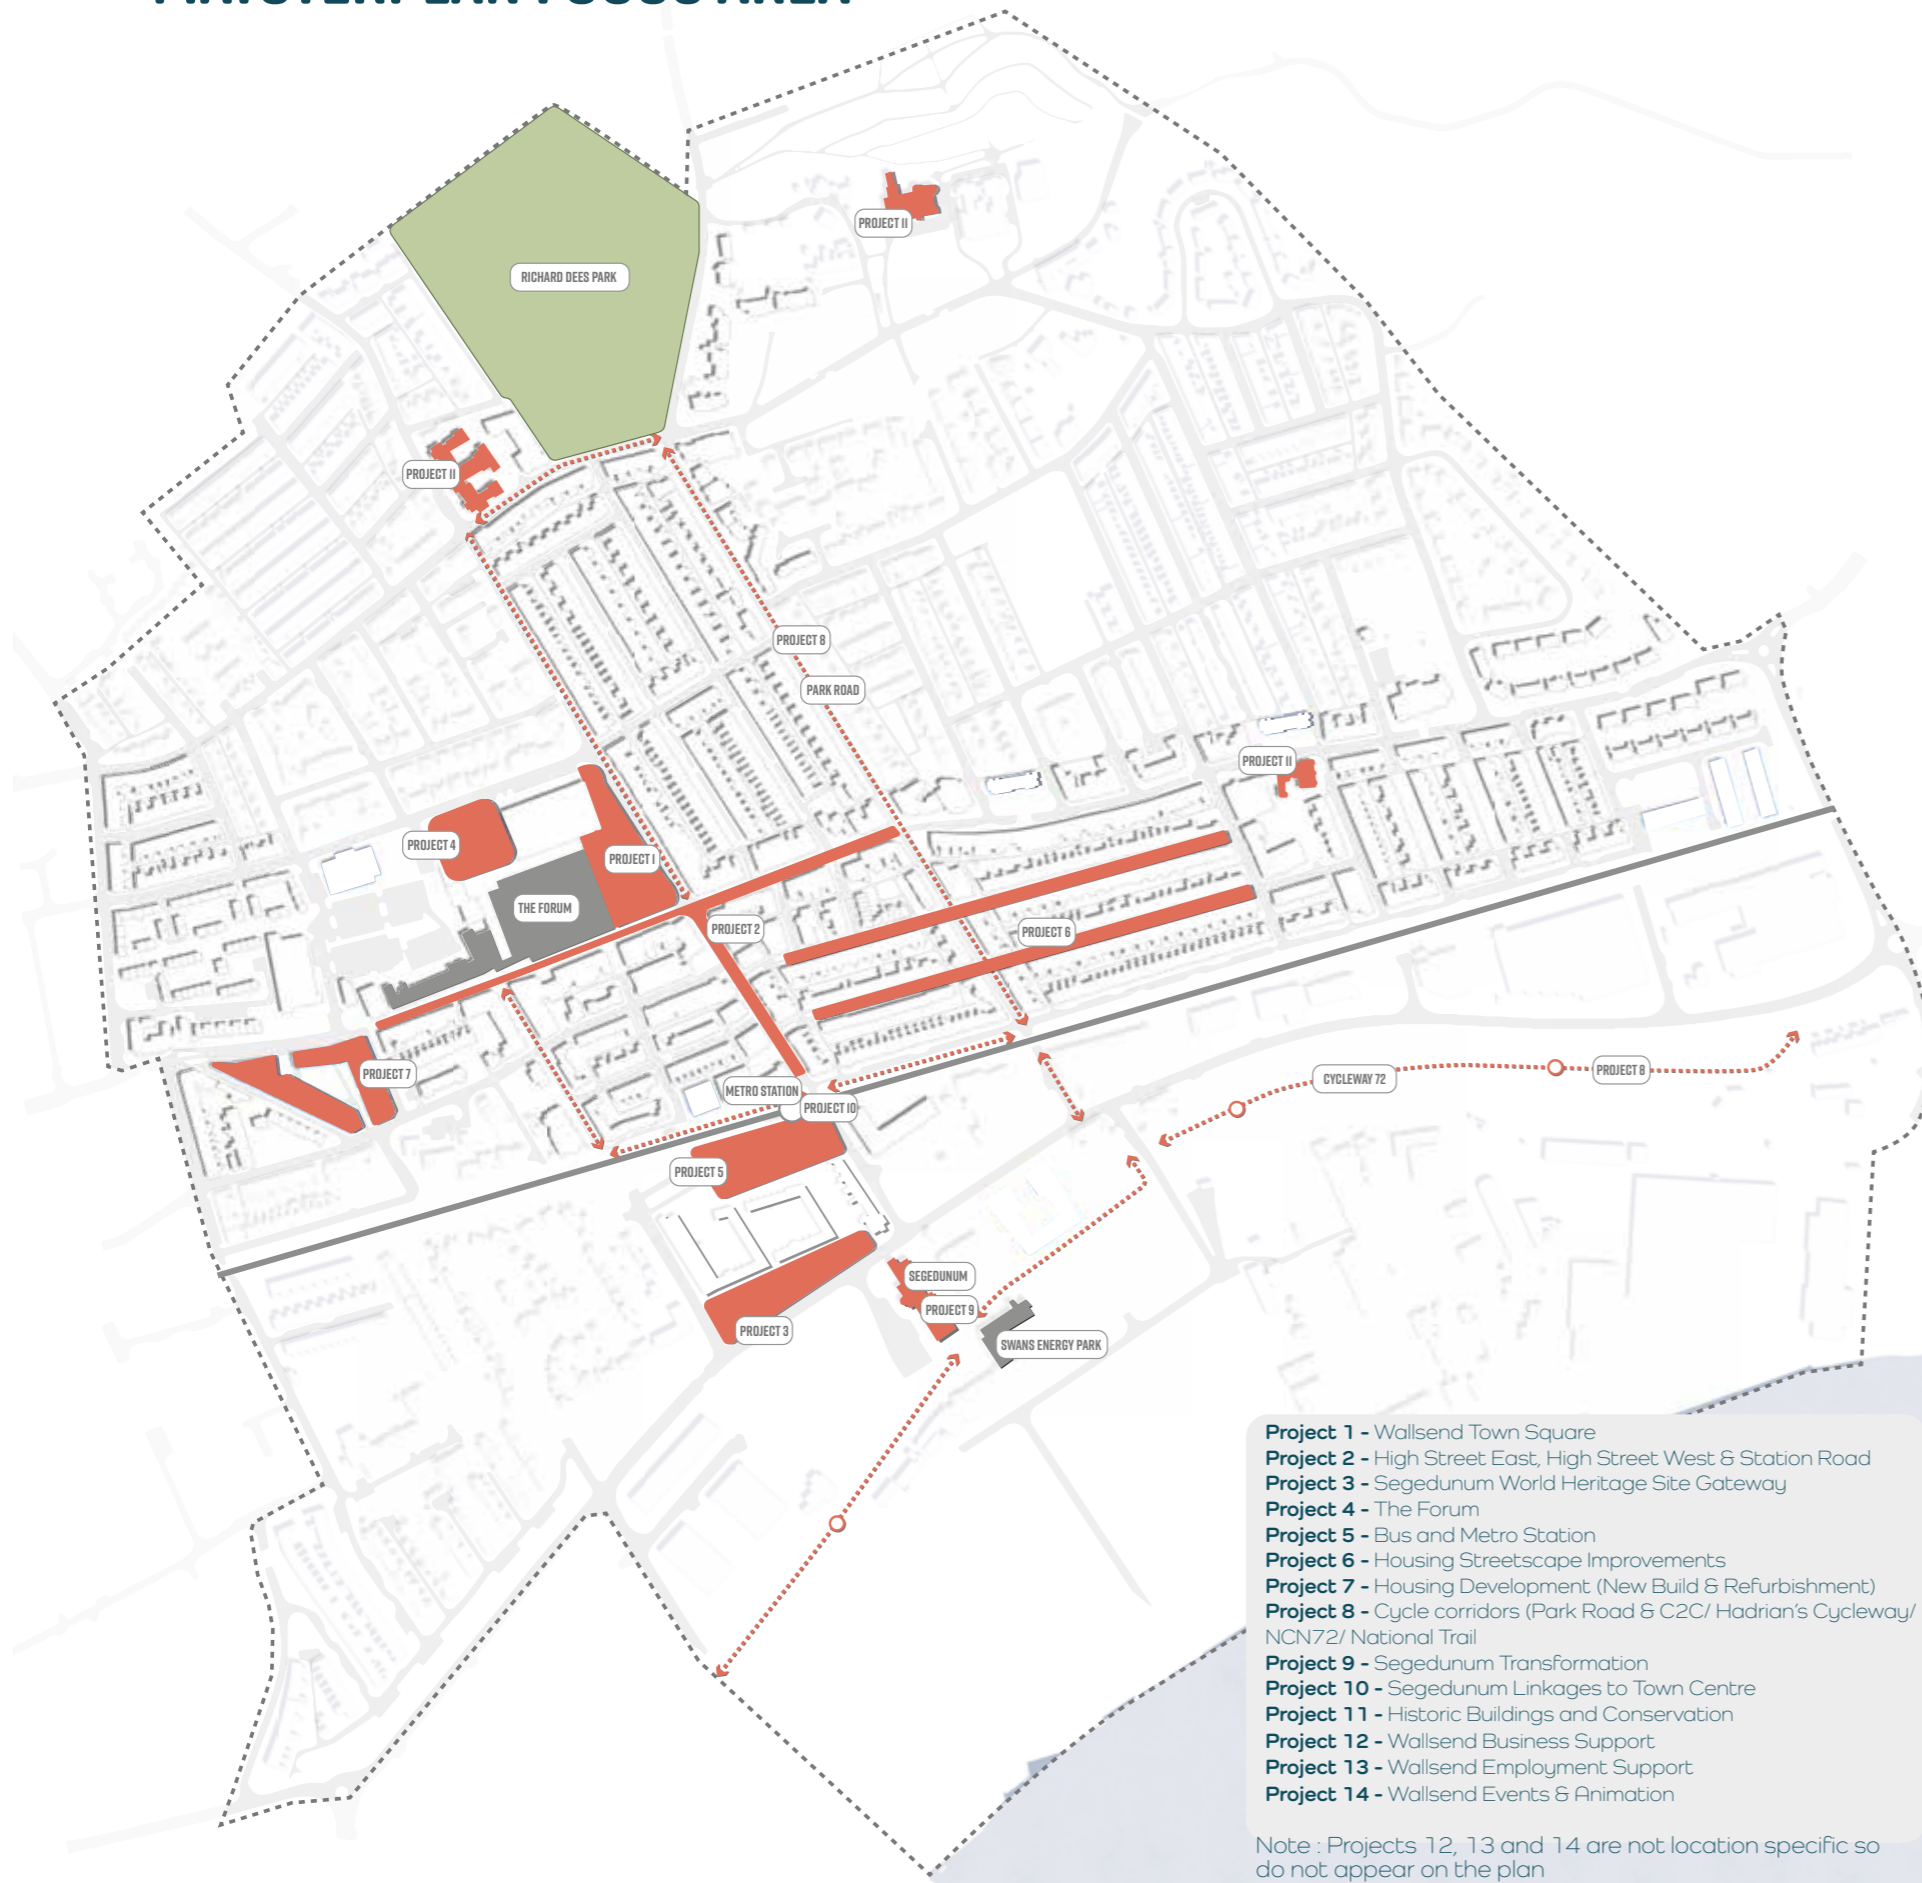 MASTERPLAN FOCUS AREA
PROJECT 11
RICHARD DEES PARK
PROJECT 11
PROJECT 8
PARK ROAD
PROJECT 11
PROJECT 4
PROJECT 1
THE FORUM
PROJECT 2
PROJECT 6
PROJECT 7
METRO STATION
PROJECT 10
CYCLEWAY 72
PROJECT 8
PROJECT 5
SEGEDUNUM
PROJECT 9
PROJECT 3
SWANS ENERGY PARK
Project 1 - Wallsend Town Square
Project 2 - High Street East, High Street West & Station Road
Project 3 - Segedunum World Heritage Site Gateway
Project 4 - The Forum
Project 5 - Bus and Metro Station
Project 6 - Housing Streetscape Improvements
Project 7 - Housing Development (New Build & Refurbishment)
Project 8 - Cycle corridors (Park Road & C2C/ Hadrian's Cycleway/
NCN72/ National Trail
Project 9 - Segedunum Transformation
Project 10 - Segedunum Linkages to Town Centre
Project 11 - Historic Buildings and Conservation
Project 12 - Wallsend Business Support
Project 13 - Wallsend Employment Support
Project 14 - Wallsend Events & Animation
Note : Projects 12, 13 and 14 are not location specific so
do not appear on the plan